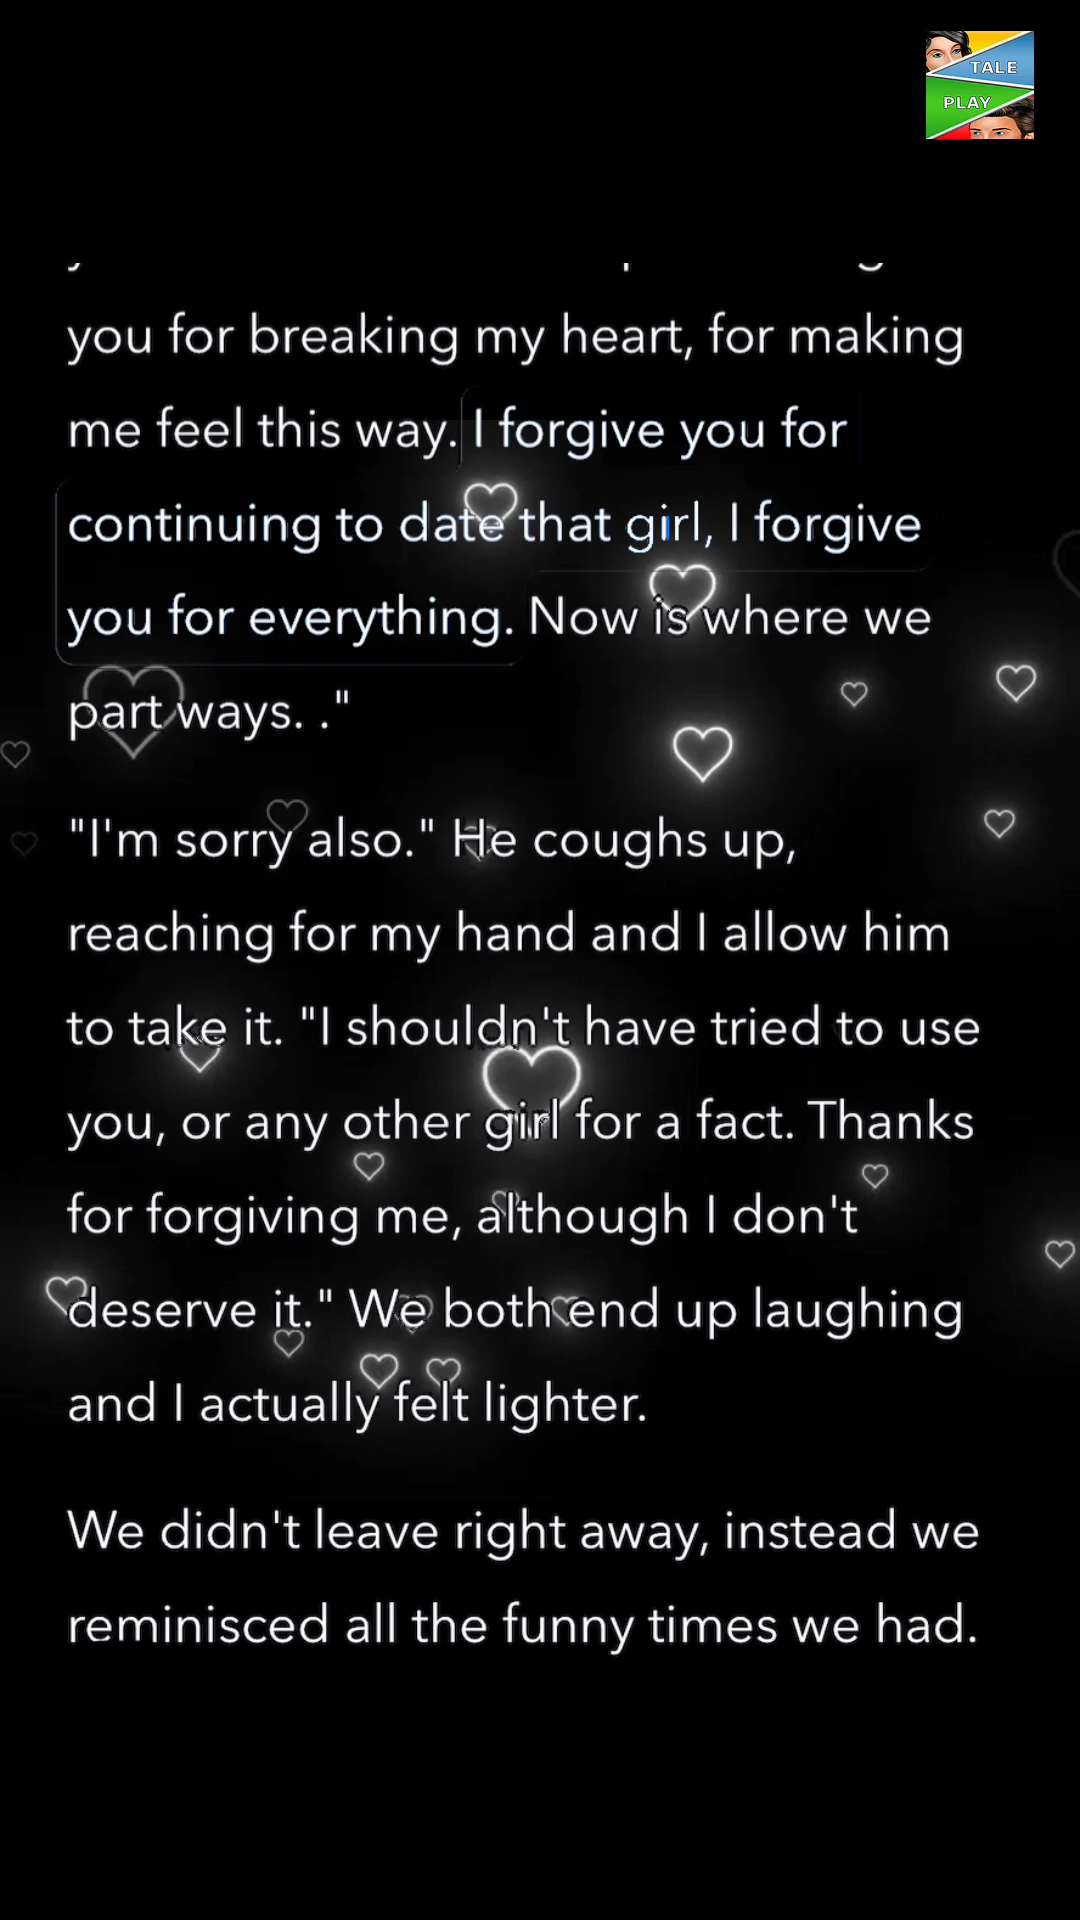 TALE
PLAY
you for breaking my heart, for making
me feel this way. I forgive you for
continuing to date that girl, I forgive
you for everything. Now is where we
part ways. ."
"I'm sorry also." He coughs up,
reaching for my hand and I allow him
to take it. "I shouldn't have tried to use
you, or any other girl for a fact. Thanks
for forgiving me, although I don't
deserve it." We both end up laughing
and I actually felt lighter.
We didn't leave right away, instead we
reminisced all the funny times we had.